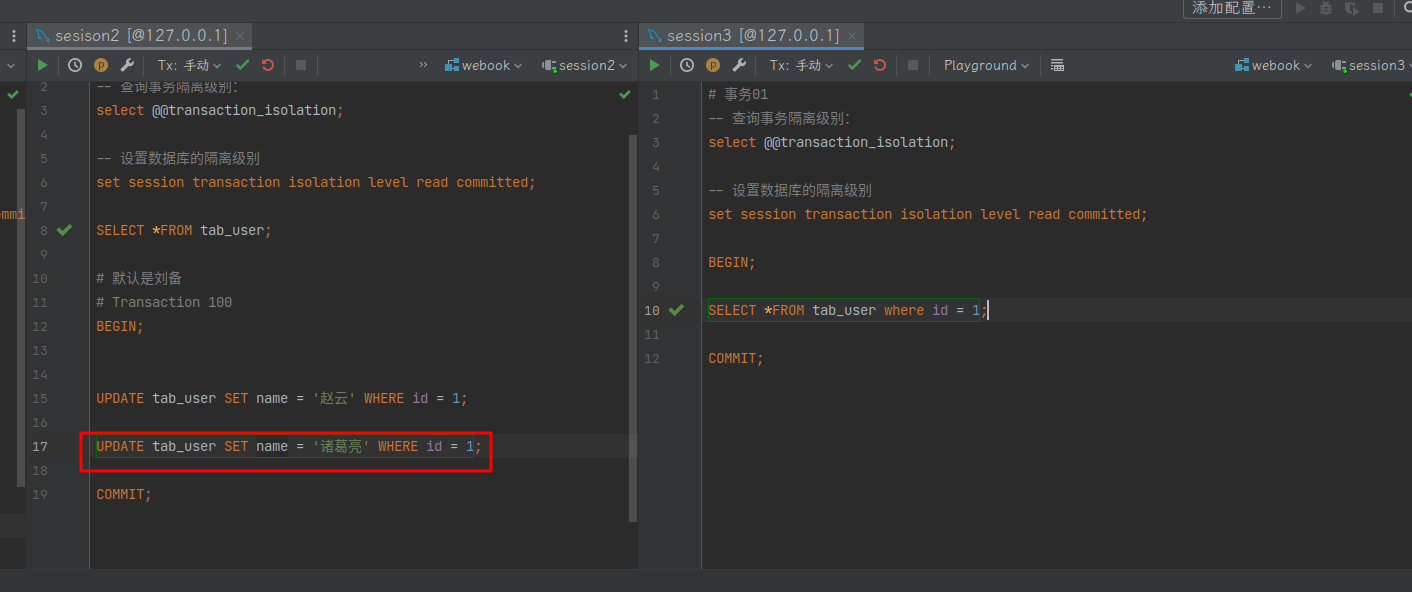 添加配置…
sesison2 [@127.0.0.1] ×
session3 [@127.0.0.1] ×
Tx: 手动
»
webook
session2
Tx: 手动
Playground
webook
session3
ommi
2 -- 查询事务隔离级别:
3 select @@transaction_isolation;
4
5 -- 设置数据库的隔离级别
6 set session transaction isolation level read committed;
7
8 SELECT *FROM tab_user;
9
10 # 默认是刘备
11 # Transaction 100
12 BEGIN;
13
14
15 UPDATE tab_user SET name = '赵云' WHERE id = 1;
16
17 UPDATE tab_user SET name = '诸葛亮' WHERE id = 1;
18
19 COMMIT;
1 # 事务01
2 -- 查询事务隔离级别:
3 select @@transaction_isolation;
4
5 -- 设置数据库的隔离级别
6 set session transaction isolation level read committed;
7
8 BEGIN;
9
10 SELECT *FROM tab_user where id = 1;
11
12 COMMIT;